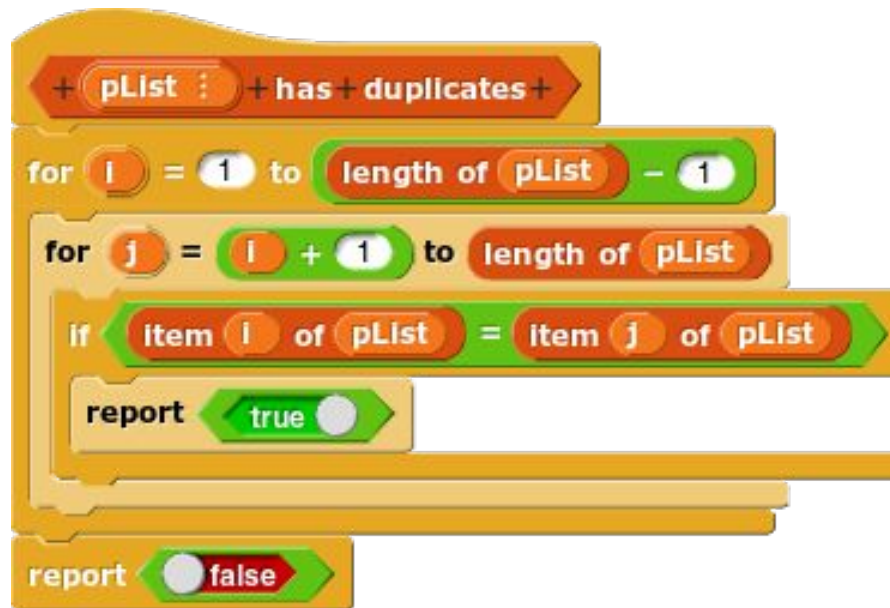 + pList ⋮ + has + duplicates +
for i = 1 to length of pList - 1
for j = i + 1 to length of pList
if item i of pList = item j of pList
report true
report false